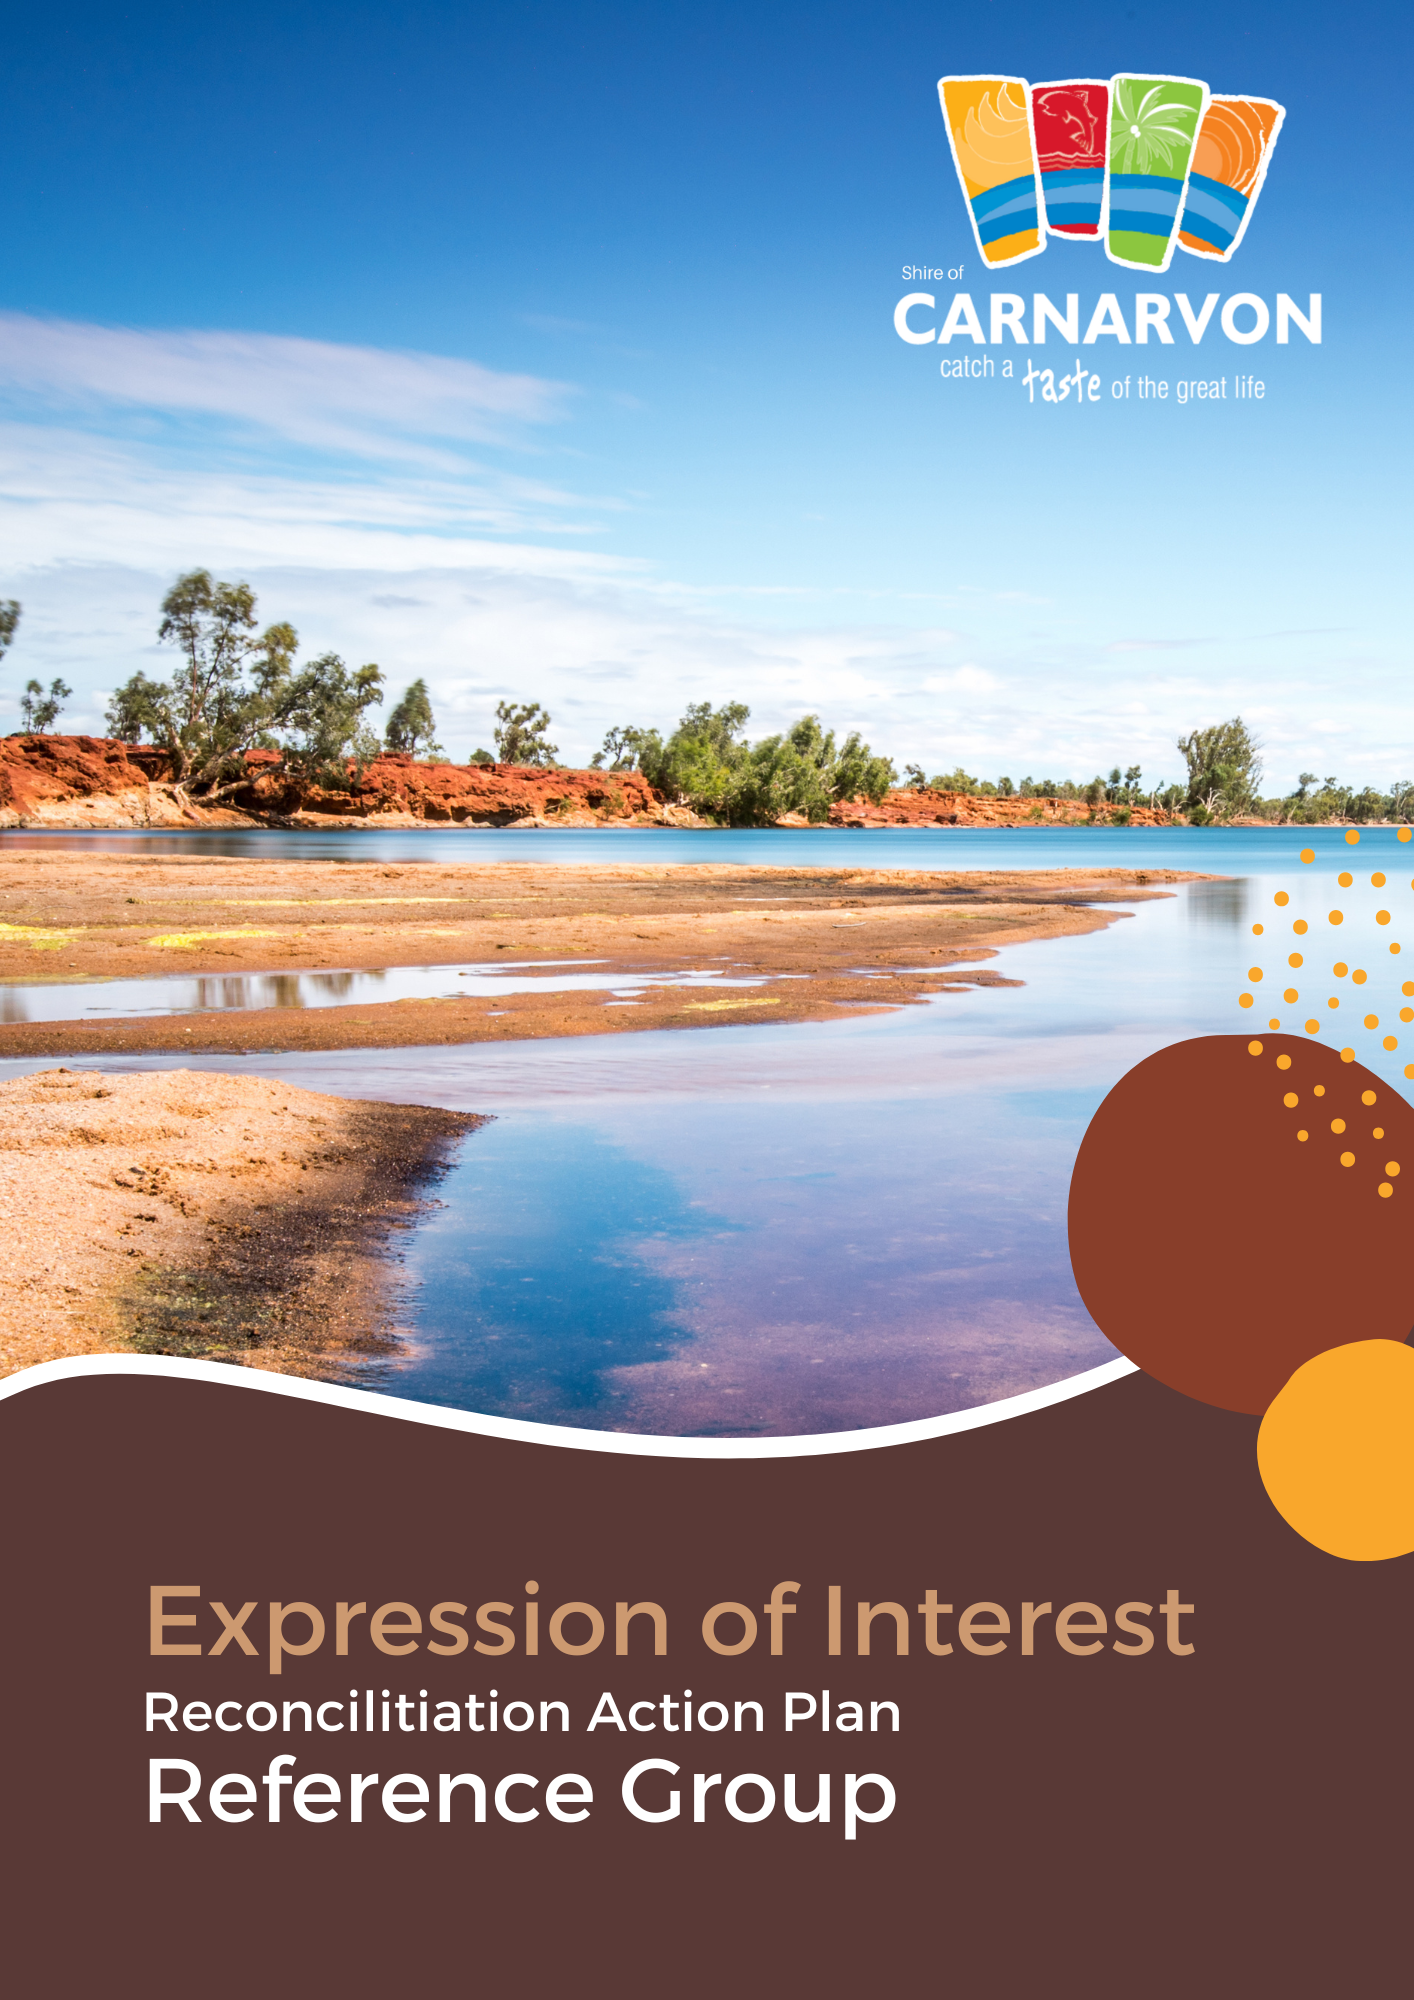 Shire of
CARNARVON
catch a taste of the great life
Expression of Interest
Reconcilitiation Action Plan
Reference Group